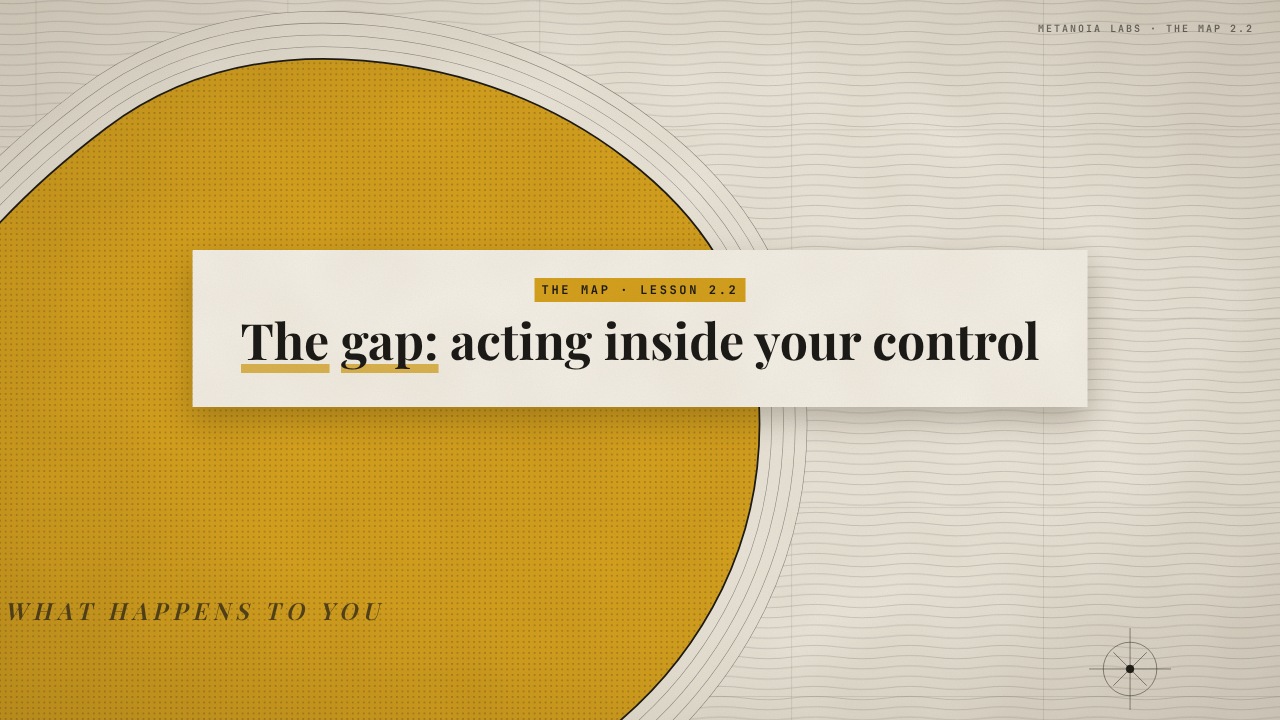 METANOIA LABS · THE MAP 2.2
THE MAP · LESSON 2.2
The gap: acting inside your control
WHAT HAPPENS TO YOU